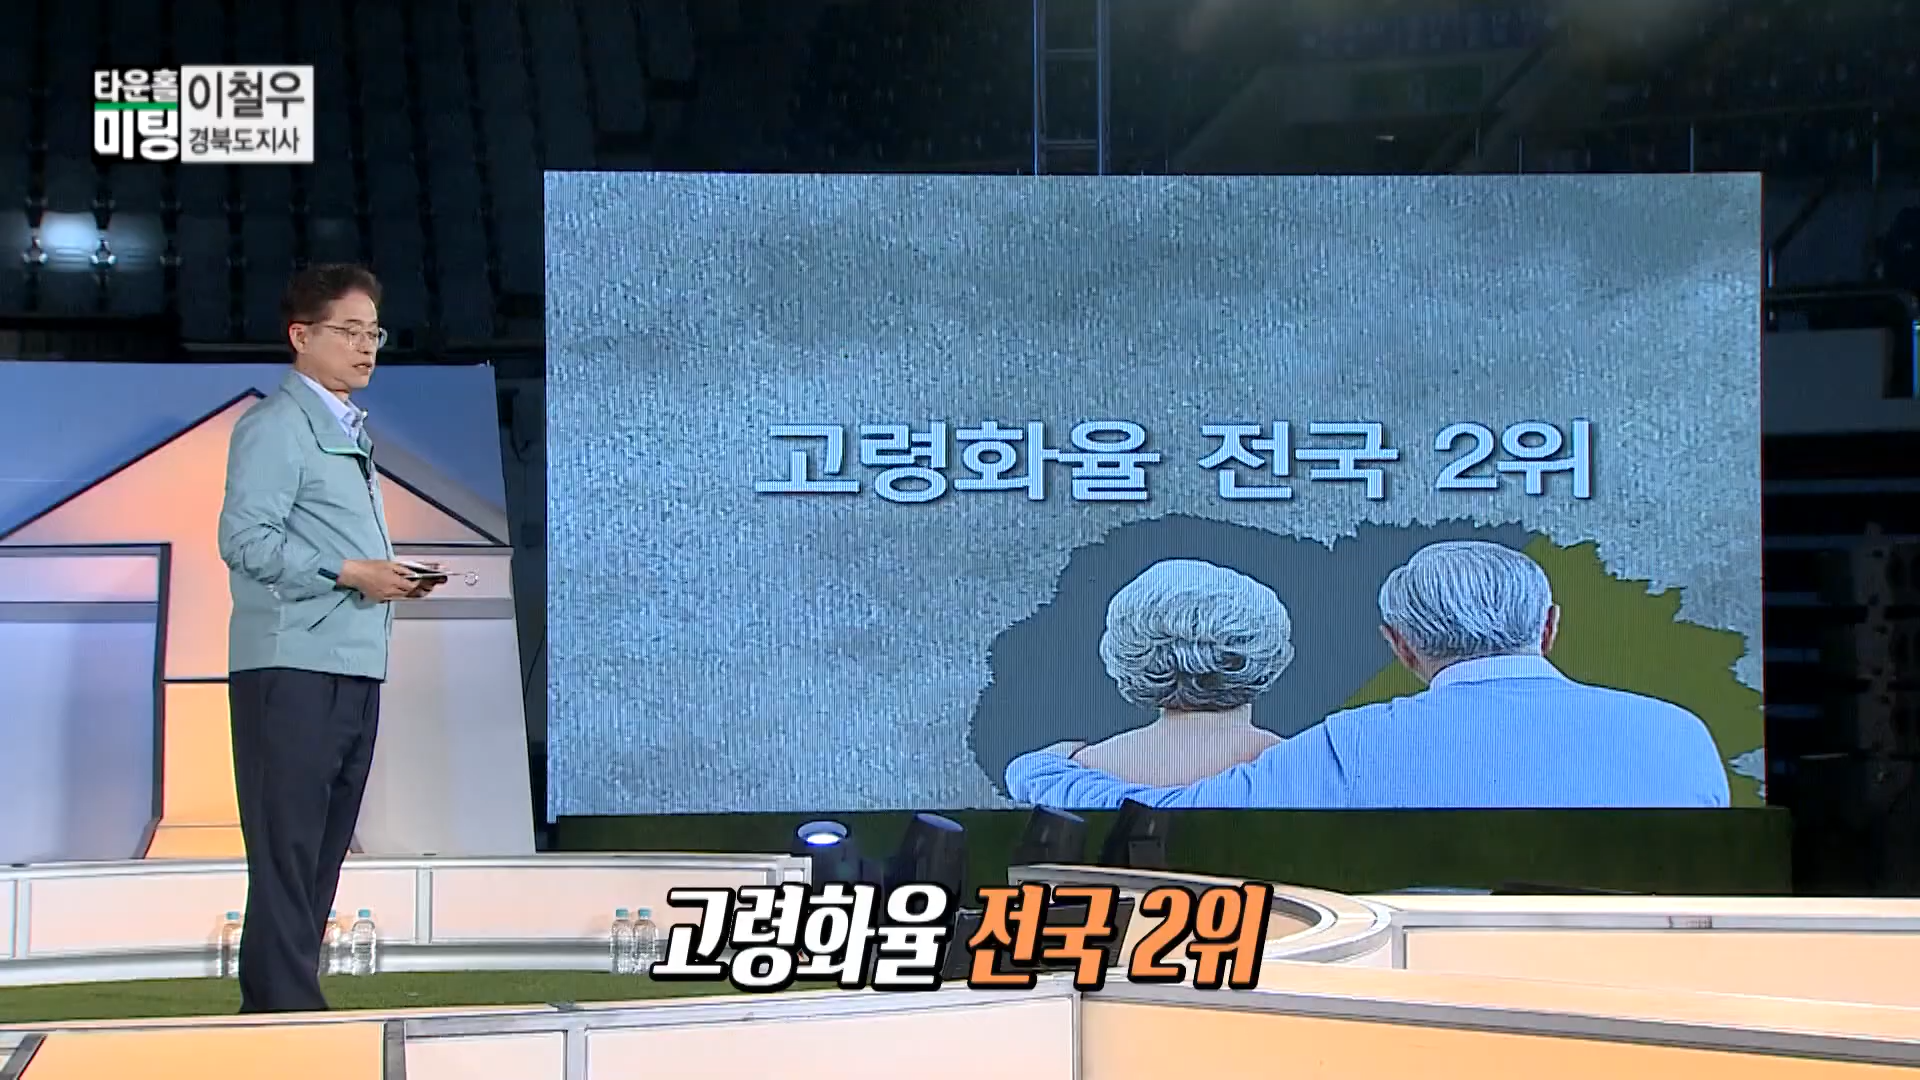 타운홀
미팅
이철우
경북도지사
고령화율 전국 2위
고령화율 전국 2위